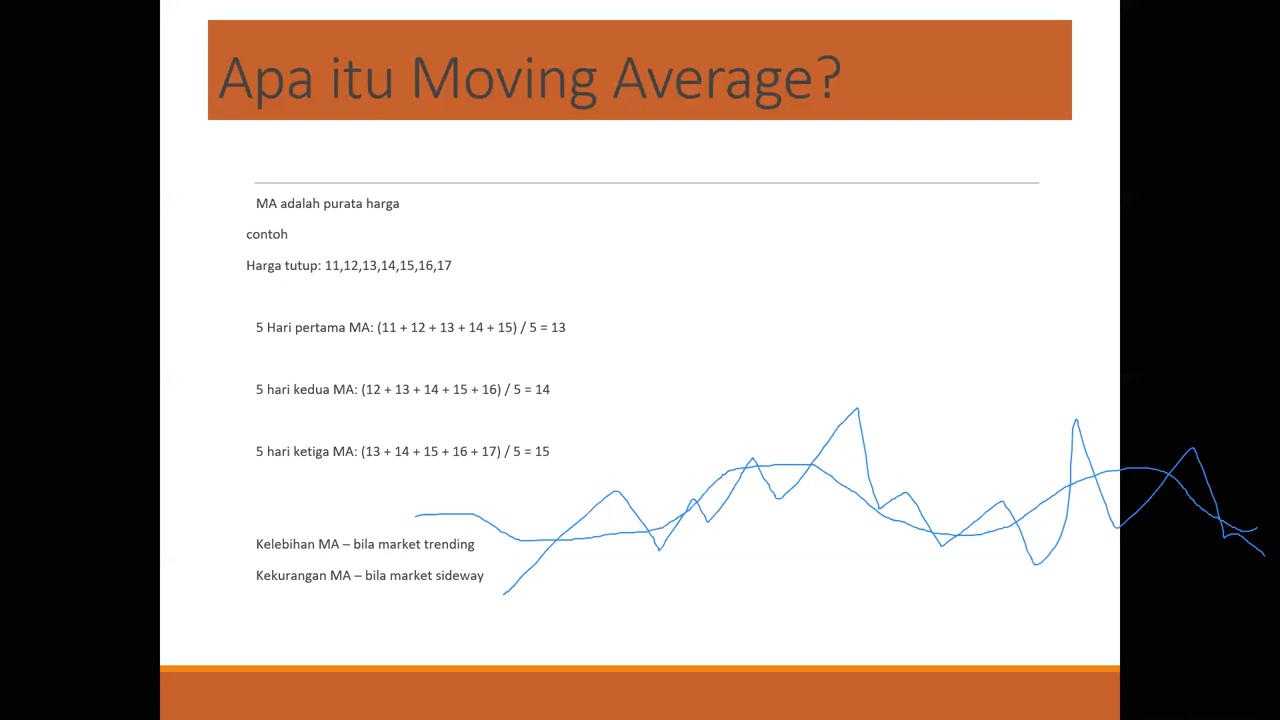 Apa itu Moving Average?
MA adalah purata harga
contoh
Harga tutup: 11,12,13,14,15,16,17
5 Hari pertama MA: (11 + 12 + 13 + 14 + 15) / 5 = 13
5 hari kedua MA: (12 + 13 + 14 + 15 + 16) / 5 = 14
5 hari ketiga MA: (13 + 14 + 15 + 16 + 17) / 5 = 15
Kelebihan MA – bila market trending
Kekurangan MA – bila market sideway